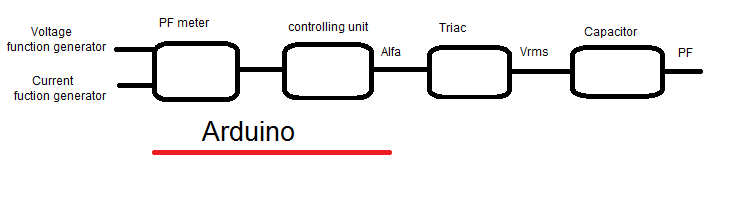 Voltage
function generator
Current
fuction generator
PF meter
controlling unit
Alfa
Triac
Vrms
Capacitor
PF
Arduino